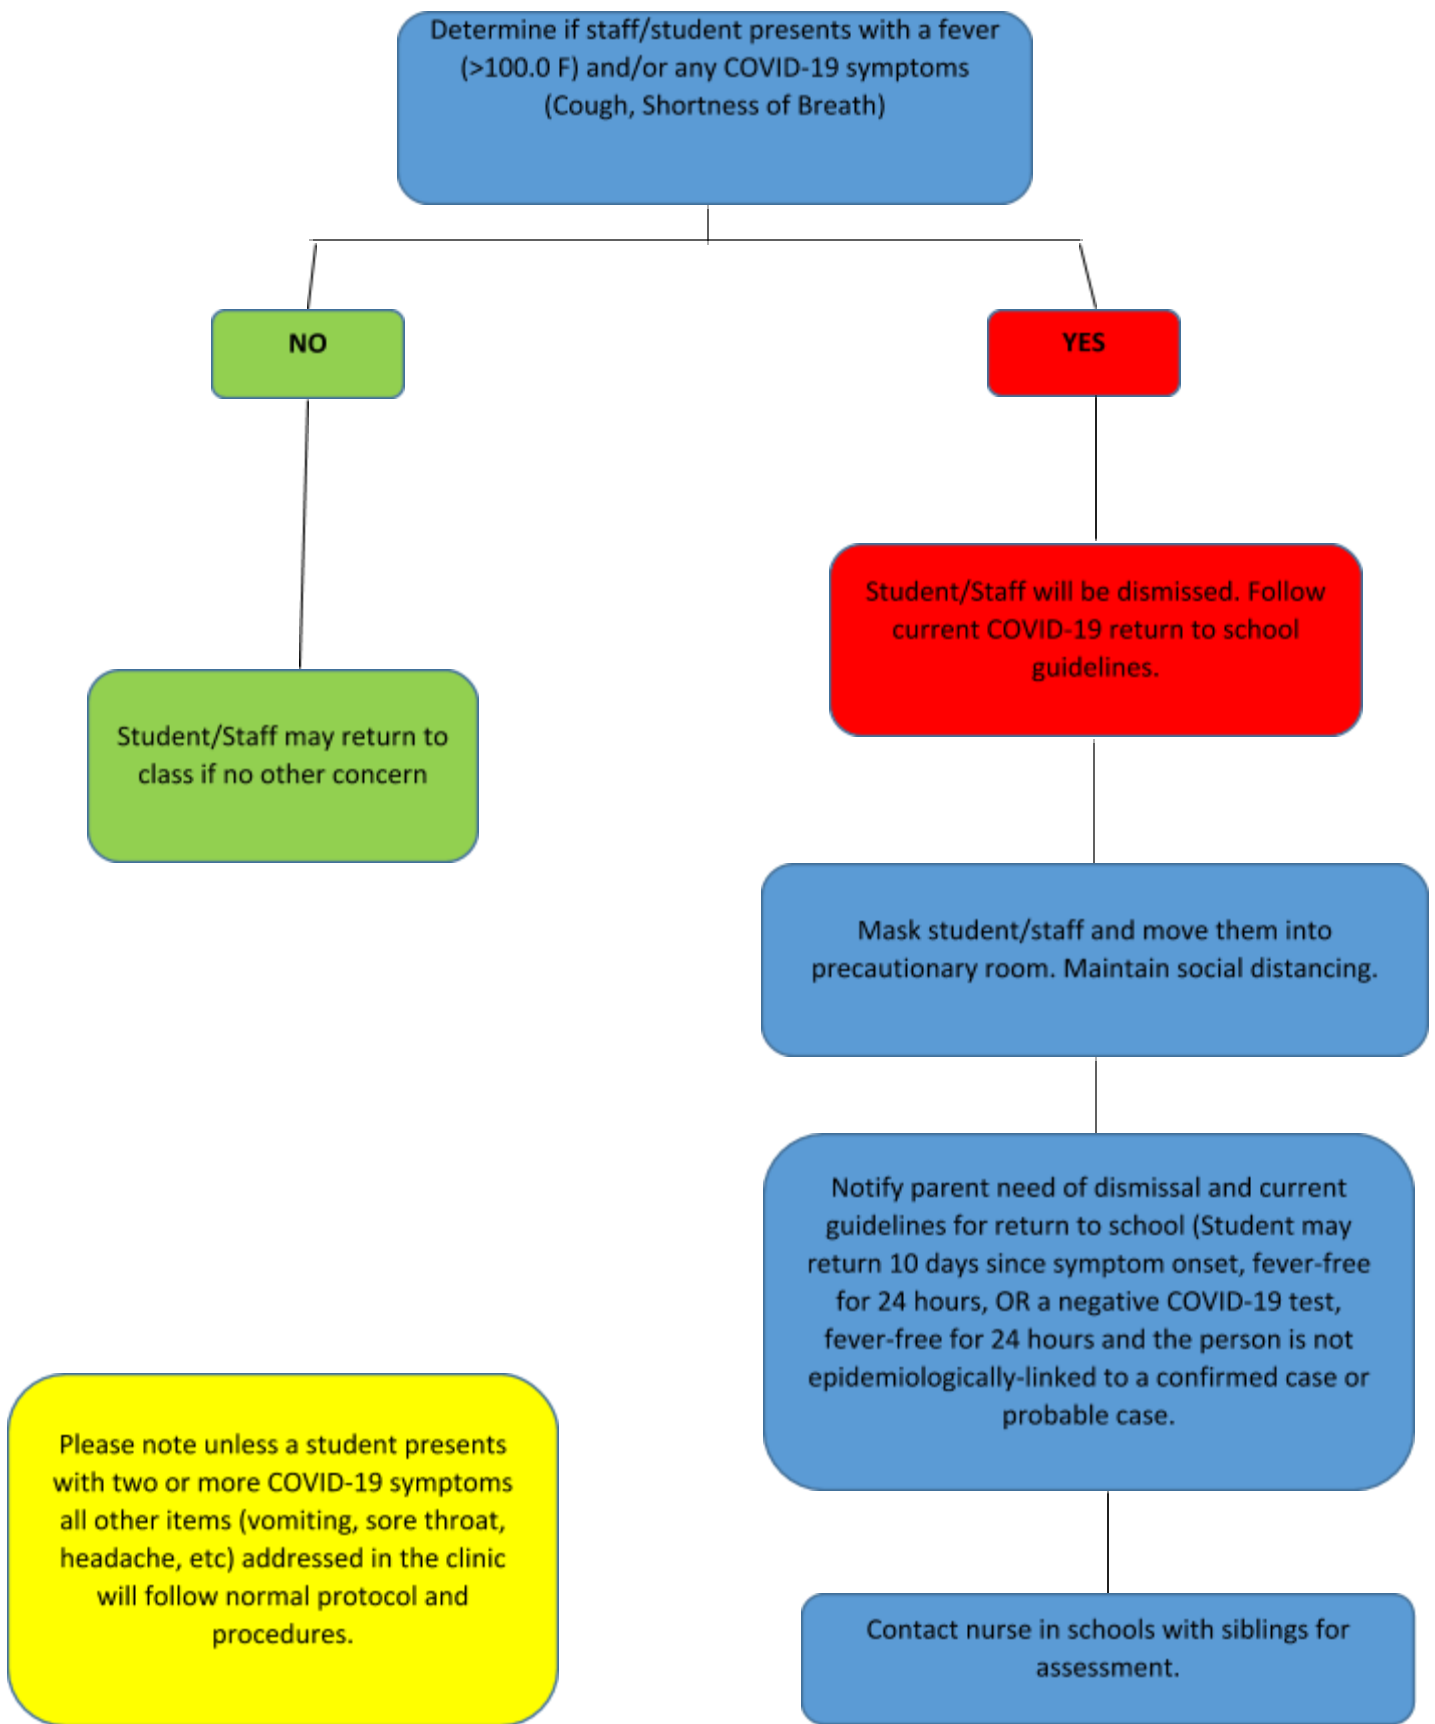 Determine if staff/student presents with a fever
(>100.0 F) and/or any COVID-19 symptoms
(Cough, Shortness of Breath)
NO
YES
Student/Staff will be dismissed. Follow
current COVID-19 return to school
guidelines.
Student/Staff may return to
class if no other concern
Mask student/staff and move them into
precautionary room. Maintain social distancing.
Notify parent need of dismissal and current
guidelines for return to school (Student may
return 10 days since symptom onset, fever-free
for 24 hours, OR a negative COVID-19 test,
fever-free for 24 hours and the person is not
epidemiologically-linked to a confirmed case or
probable case.
Please note unless a student presents
with two or more COVID-19 symptoms
all other items (vomiting, sore throat,
headache, etc) addressed in the clinic
will follow normal protocol and
procedures.
Contact nurse in schools with siblings for
assessment.